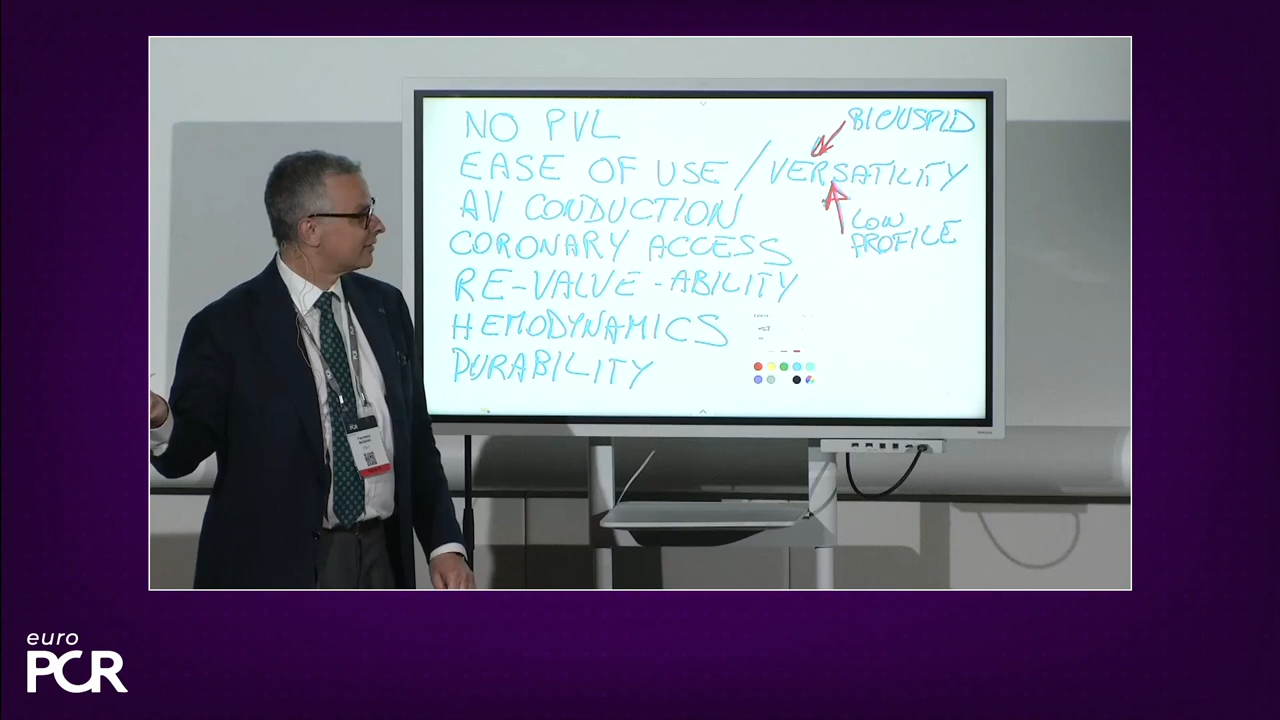 NO PVL
BICUSPID
EASE OF USE / VERSATILITY
AV CONDUCTION
LOW
PROFILE
CORONARY ACCESS
RE-VALVE-ABILITY
HEMODYNAMICS
DURABILITY
PCR
euro
PCR